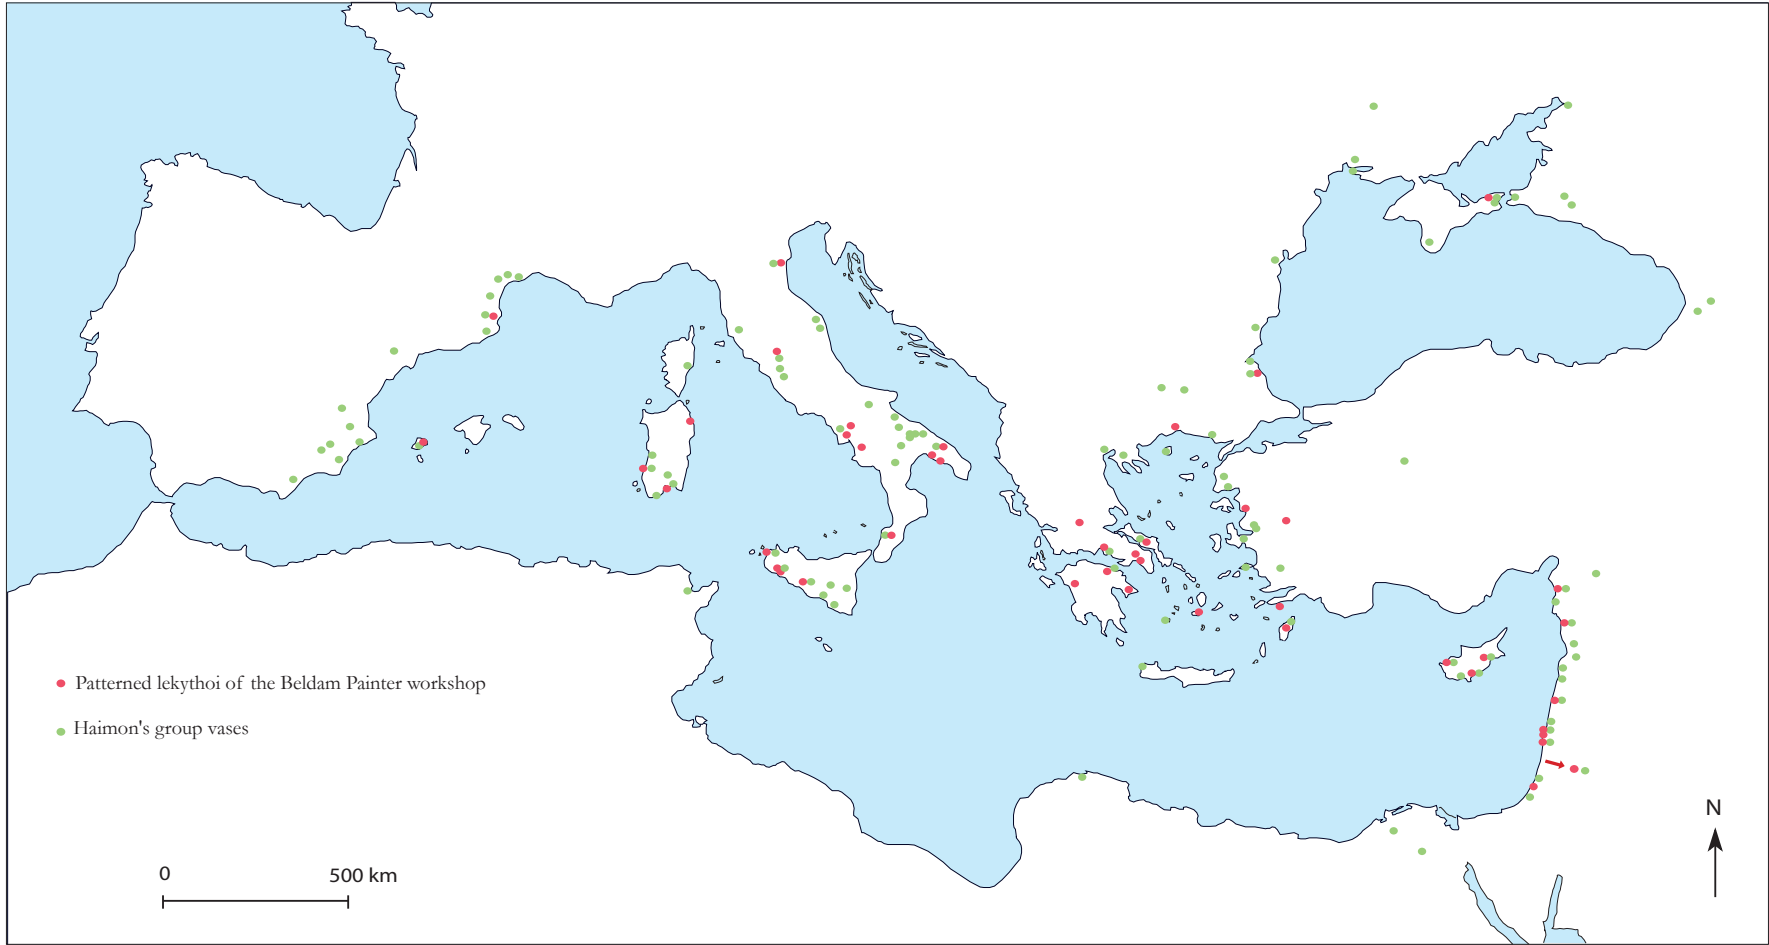 Patterned lekythoi of the Beldam Painter workshop
Haimon's group vases
0 500 km
N